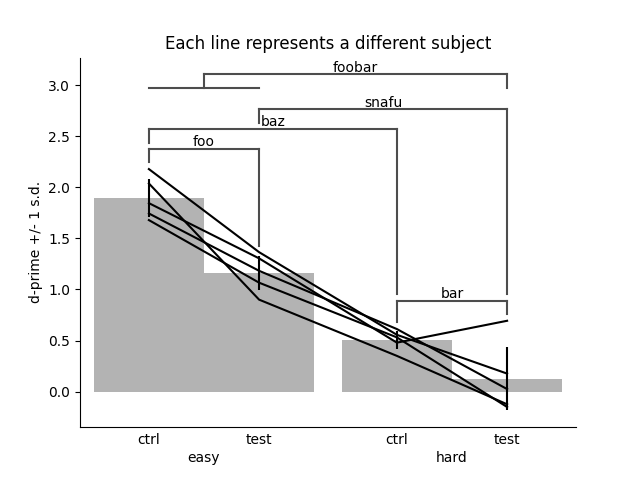 Each line represents a different subject
foobar
3.0
snafu
2.5
baz
foo
2.0
1.5
d-prime +/- 1 s.d.
1.0
bar
0.5
0.0
ctrl test ctrl test
easy hard